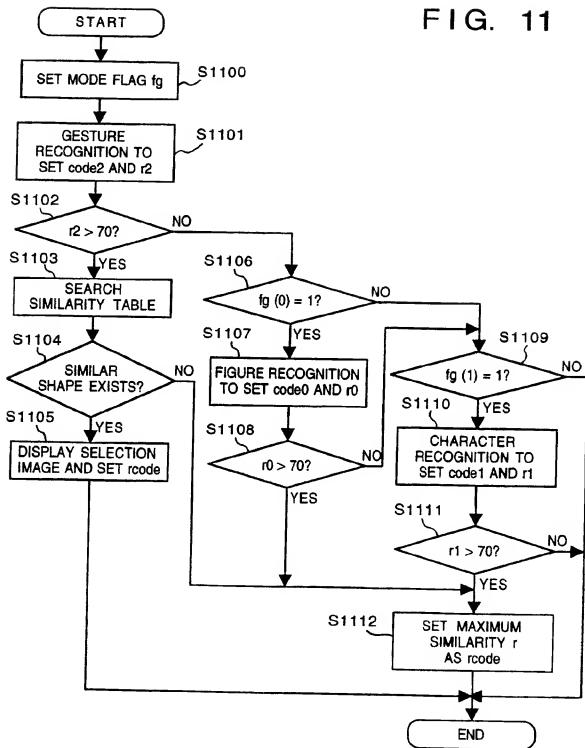 FIG. 11
START
S1100
SET MODE FLAG fg
S1101
GESTURE
RECOGNITION TO
SET code2 AND r2
S1102
r2 > 70?
NO
YES
S1103
SEARCH
SIMILARITY TABLE
S1104
SIMILAR
SHAPE EXISTS?
NO
YES
S1105
DISPLAY SELECTION
IMAGE AND SET rcode
S1106
fg (0) = 1?
NO
YES
S1107
FIGURE RECOGNITION
TO SET code0 AND r0
S1108
r0 > 70?
NO
YES
S1109
fg (1) = 1?
NO
YES
S1110
CHARACTER
RECOGNITION TO
SET code1 AND r1
S1111
r1 > 70?
NO
YES
S1112
SET MAXIMUM
SIMILARITY r
AS rcode
END